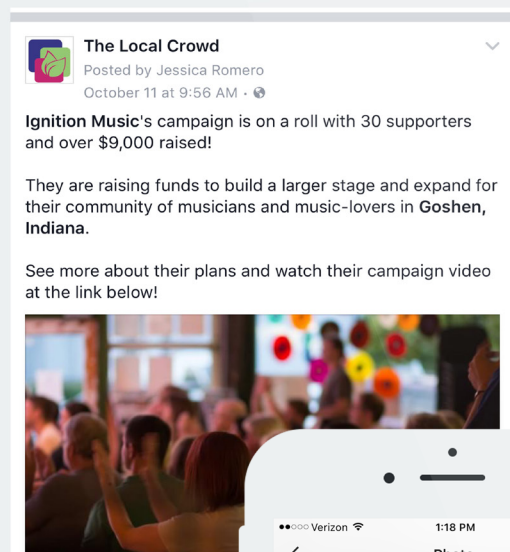 The Local Crowd
Posted by Jessica Romero
October 11 at 9:56 AM ·
Ignition Music's campaign is on a roll with 30 supporters
and over $9,000 raised!
They are raising funds to build a larger stage and expand for
their community of musicians and music-lovers in Goshen,
Indiana.
See more about their plans and watch their campaign video
at the link below!
Verizon 1:18 PM
Photo